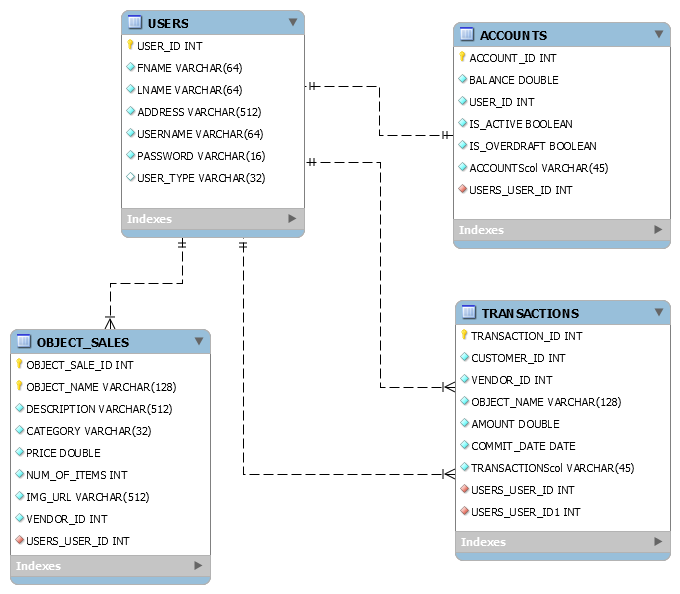 USERS
USER_ID INT
FNAME VARCHAR(64)
LNAME VARCHAR(64)
ADDRESS VARCHAR(512)
USERNAME VARCHAR(64)
PASSWORD VARCHAR(16)
USER_TYPE VARCHAR(32)
Indexes
ACCOUNTS
ACCOUNT_ID INT
BALANCE DOUBLE
USER_ID INT
IS_ACTIVE BOOLEAN
IS_OVERDRAFT BOOLEAN
ACCOUNTScol VARCHAR(45)
USERS_USER_ID INT
Indexes
OBJECT_SALES
OBJECT_SALE_ID INT
OBJECT_NAME VARCHAR(128)
DESCRIPTION VARCHAR(512)
CATEGORY VARCHAR(32)
PRICE DOUBLE
NUM_OF_ITEMS INT
IMG_URL VARCHAR(512)
VENDOR_ID INT
USERS_USER_ID INT
Indexes
TRANSACTIONS
TRANSACTION_ID INT
CUSTOMER_ID INT
VENDOR_ID INT
OBJECT_NAME VARCHAR(128)
AMOUNT DOUBLE
COMMIT_DATE DATE
TRANSACTIONScol VARCHAR(45)
USERS_USER_ID INT
USERS_USER_ID1 INT
Indexes